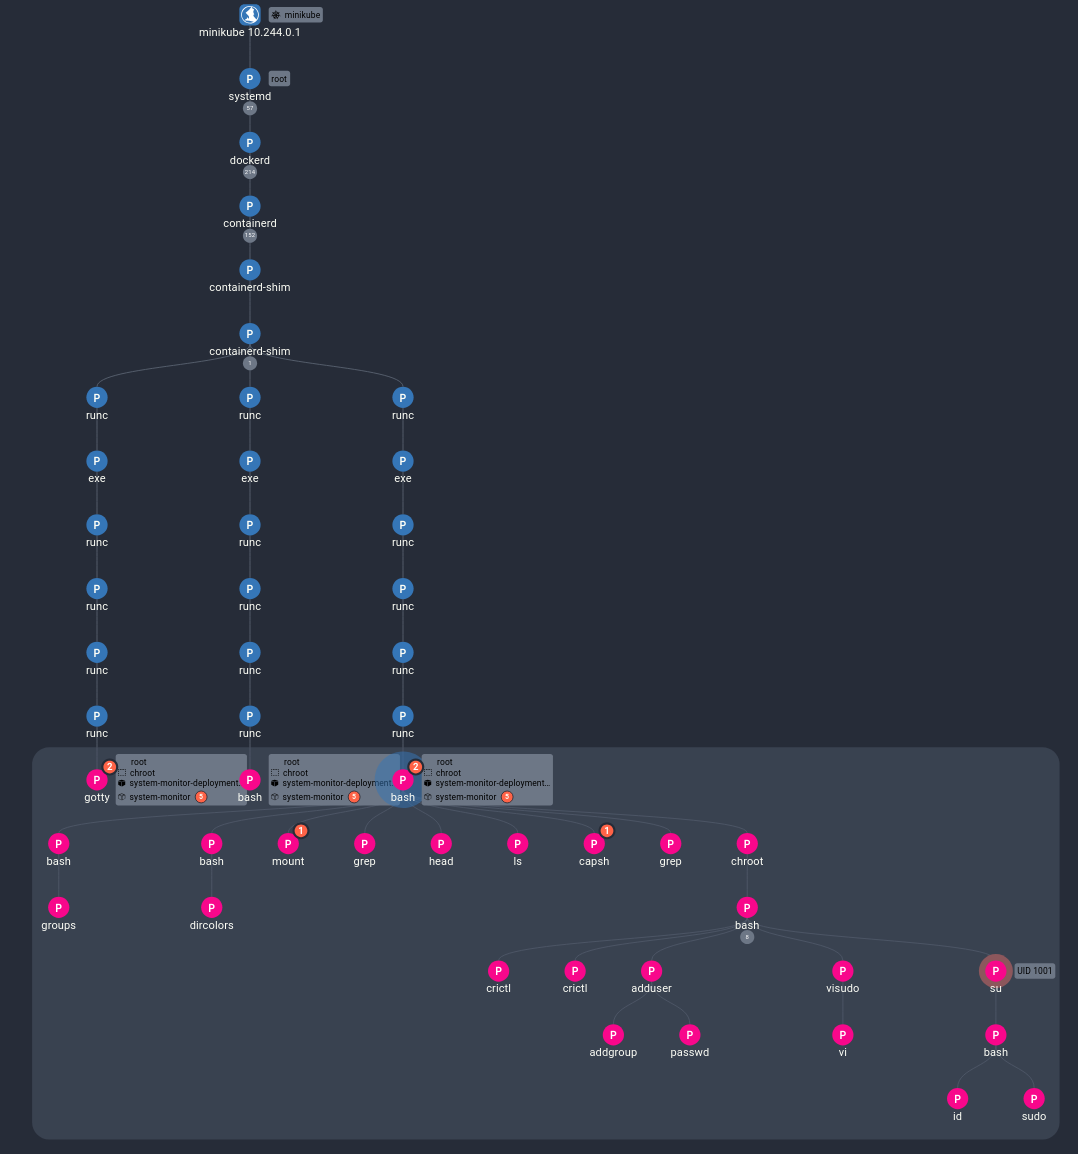 minikube
minikube 10.244.0.1
P root
systemd
57
P
dockerd
214
P
containerd
152
P
containerd-shim
P
containerd-shim
1
P P P
runc runc runc
P P P
exe exe exe
P P P
runc runc runc
P P P
runc runc runc
P P P
runc runc runc
P P P
runc runc runc
root root root
2 chroot chroot 2 chroot
P system-monitor-deployment... P system-monitor-deployment P system-monitor-deployment...
gotty system-monitor 5 bash system-monitor 5 bash system-monitor 5
1 1
P P P P P P P P P
bash bash mount grep head ls capsh grep chroot
P P P
groups dircolors bash
8
P P P P P UID 1001
crictl crictl adduser visudo su
P P P P
addgroup passwd vi bash
P P
id sudo